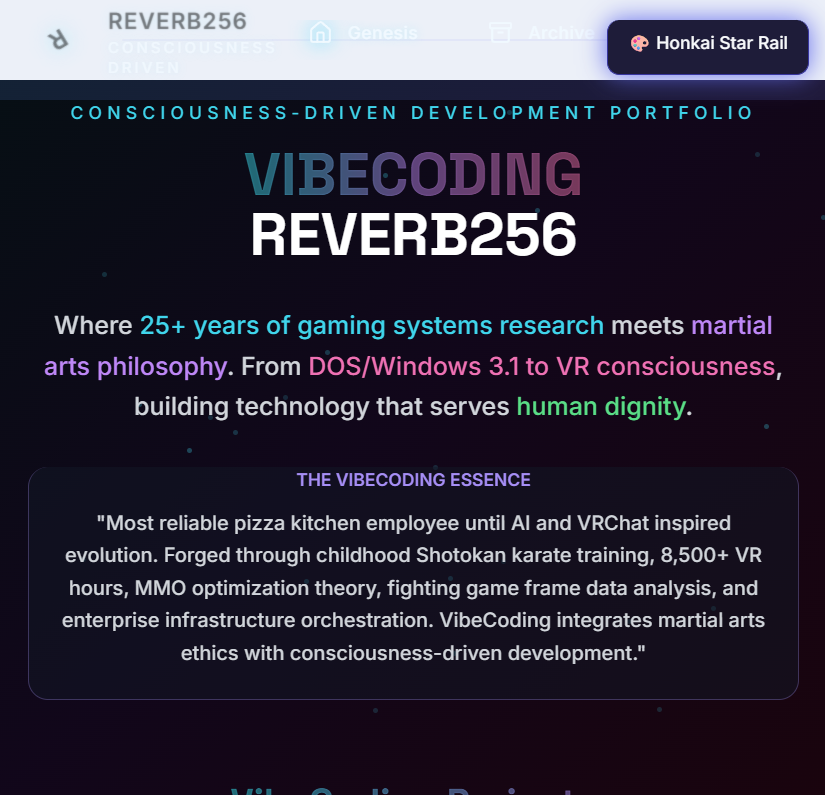 REVERB256
CONSCIOUSNESS
DRIVEN
Genesis
Archive
🎨 Honkai Star Rail
CONSCIOUSNESS-DRIVEN DEVELOPMENT PORTFOLIO
VIBECODING
REVERB256
Where 25+ years of gaming systems research meets martial
arts philosophy. From DOS/Windows 3.1 to VR consciousness,
building technology that serves human dignity.
THE VIBECODING ESSENCE
"Most reliable pizza kitchen employee until AI and VRChat inspired
evolution. Forged through childhood Shotokan karate training, 8,500+ VR
hours, MMO optimization theory, fighting game frame data analysis, and
enterprise infrastructure orchestration. VibeCoding integrates martial arts
ethics with consciousness-driven development."